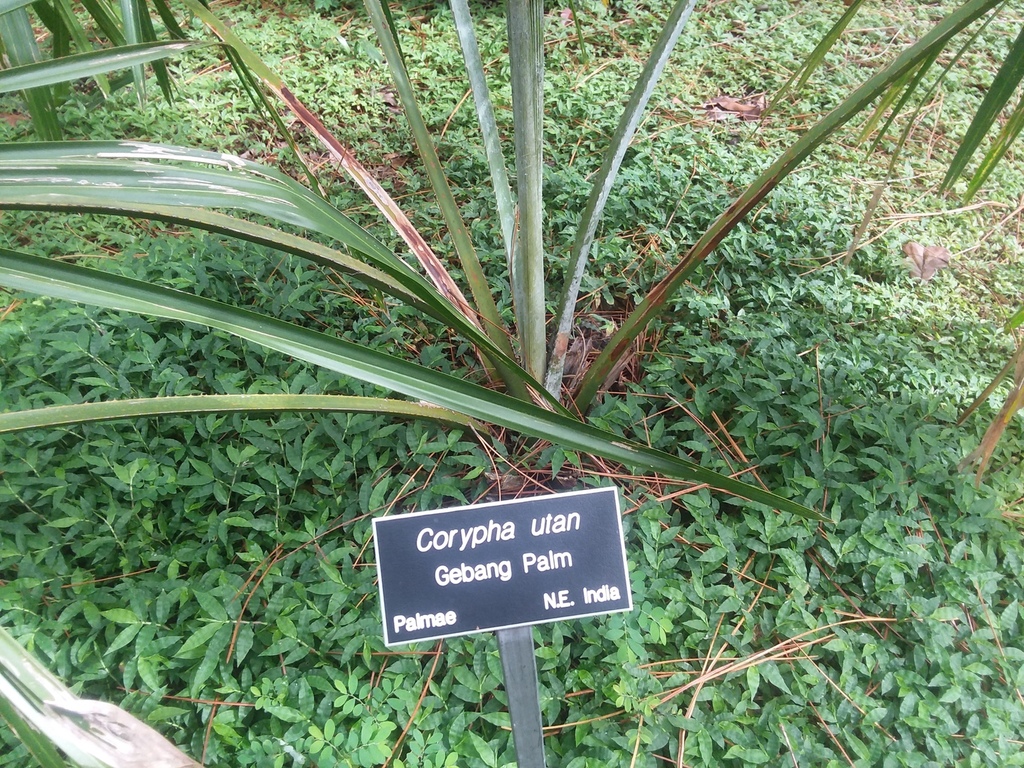 Corypha utan
Gebang Palm
Palmae N.E. India